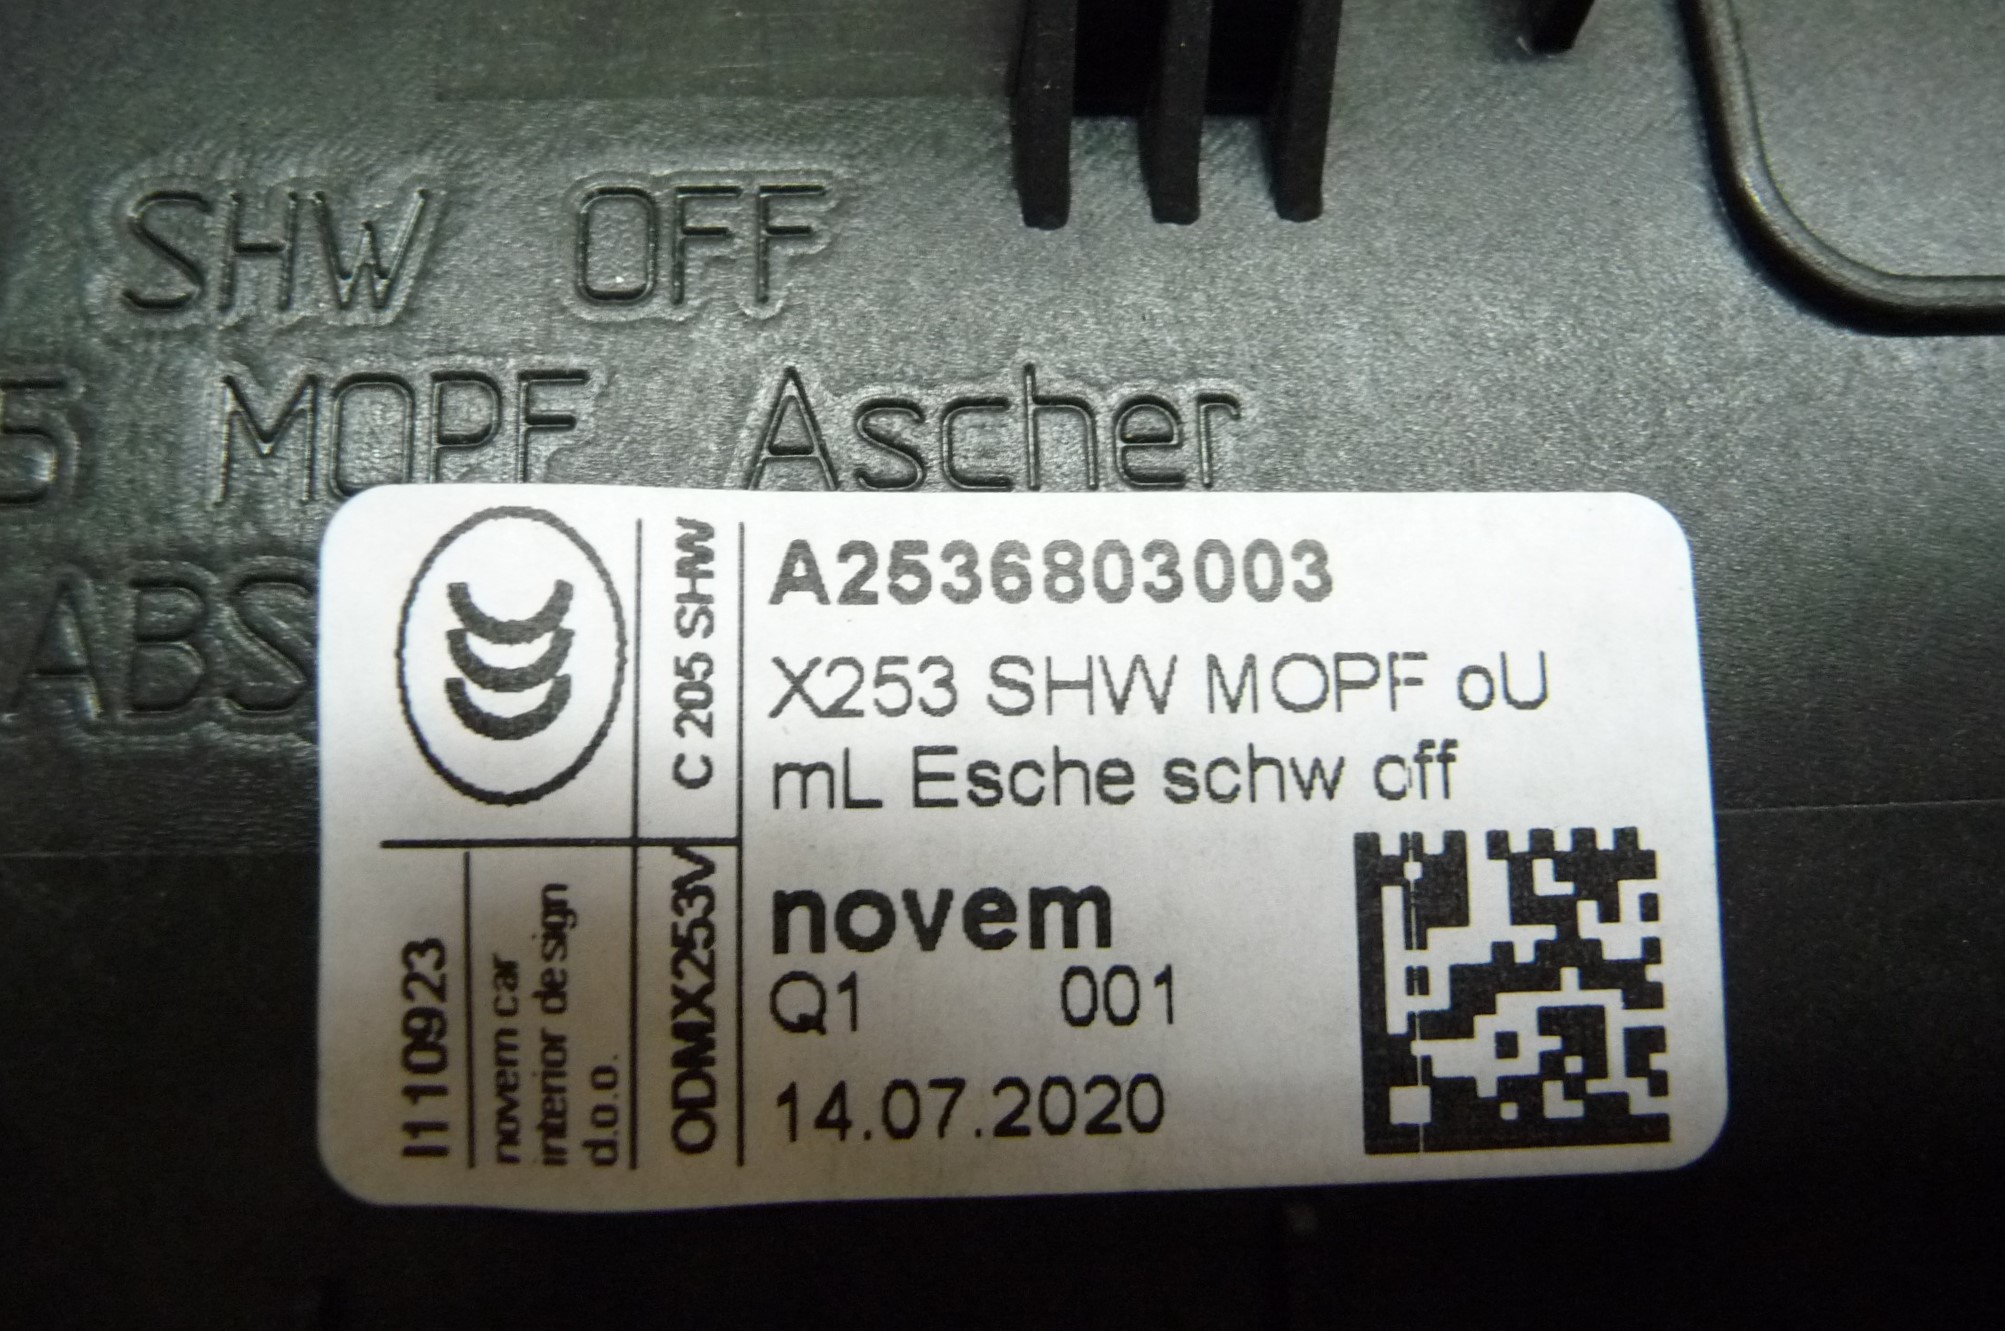 SHW OFF
5 MOPF Ascher
ABS
A2536803003
X253 SHW MOPF oU
mL Esche schw off
novem
Q1 001
14.07.2020
C 205 SHW
ODMX253V
I110923
novem car
interior design
d.o.o.